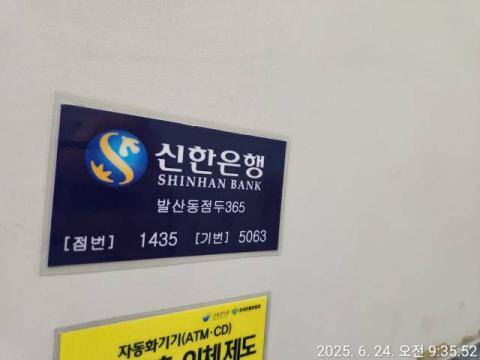 신한은행
SHINHAN BANK
발산동점두365
[점번] 1435 [기번] 5063
자동화기기(ATM·CD)
이체제도
2025. 6. 24. 오전 9:35:52